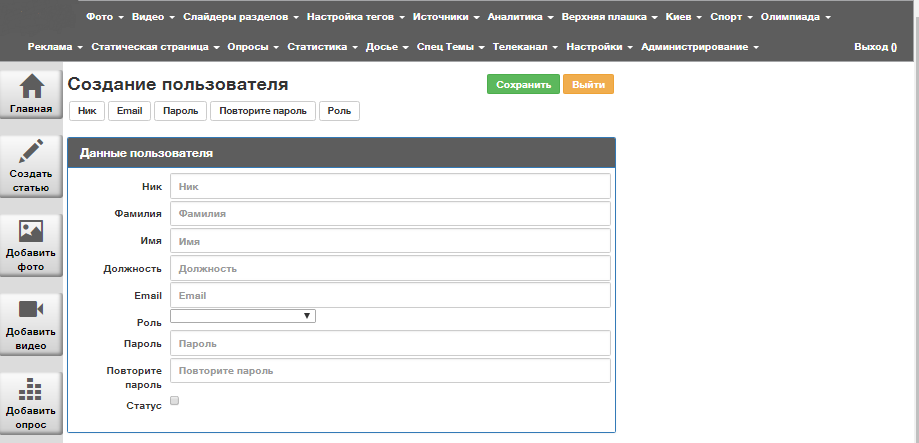 Фото Видео Слайдеры разделов Настройка тегов Источники Аналитика Верхняя плашка Киев Спорт Олимпиада
Реклама Статическая страница Опросы Статистика Досье Спец Темы Телеканал Настройки Администрирование Выход ()
Главная
Создать
статью
Добавить
фото
Добавить
видео
Добавить
опрос
Создание пользователя
Сохранить Выйти
Ник Email Пароль Повторите пароль Роль
Данные пользователя
Ник Ник
Фамилия Фамилия
Имя Имя
Должность Должность
Email Email
Роль
Пароль Пароль
Повторите Повторите пароль
пароль
Статус